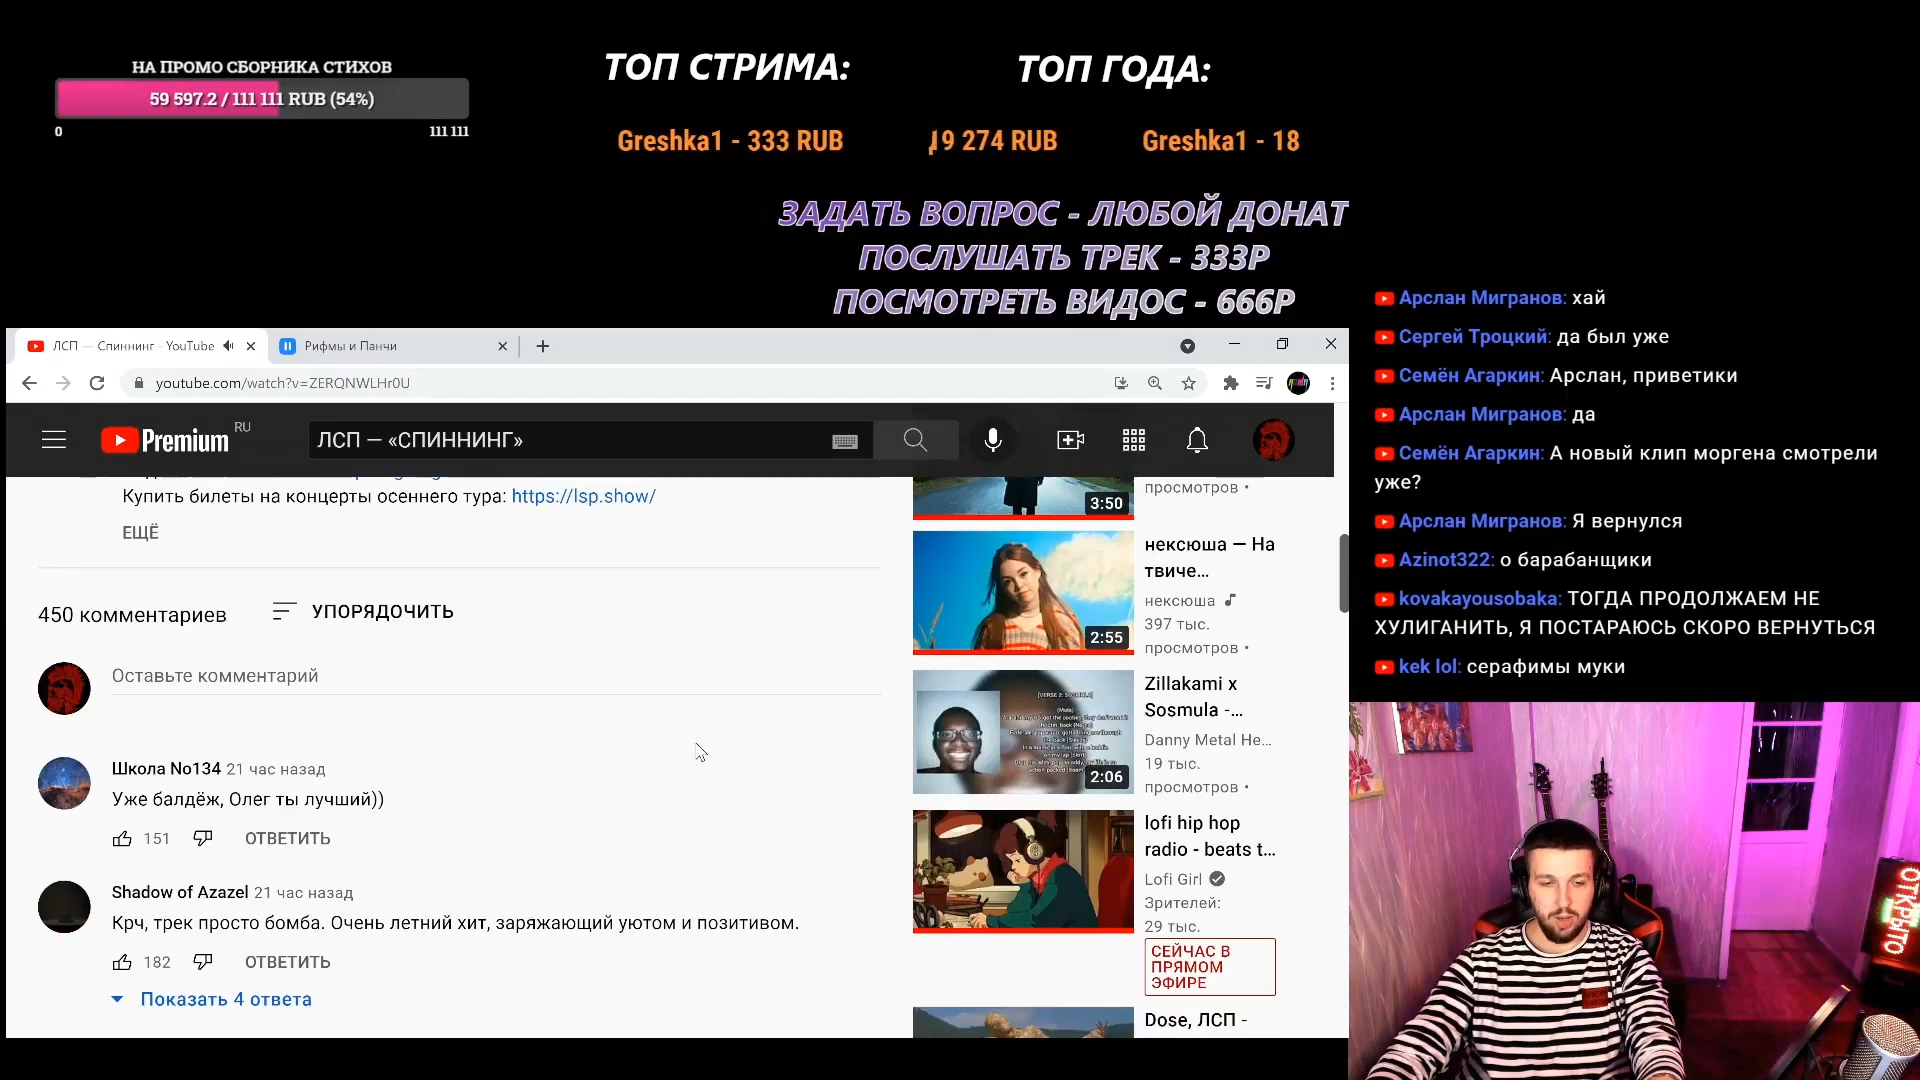 НА ПРОМО СБОРНИКА СТИХОВ
59 597.2 / 111 111 RUB (54%)
0
111 111
ТОП СТРИМА:
ТОП ГОДА:
Greshka1 - 333 RUB
19 274 RUB
Greshka1 - 18
ЗАДАТЬ ВОПРОС - ЛЮБОЙ ДОНАТ
ПОСЛУШАТЬ ТРЕК - 333Р
ПОСМОТРЕТЬ ВИДОС - 666Р
ЛСП — Спиннинг - YouTube
Рифмы и Панчи
youtube.com/watch?v=ZERQNWLHr0U
Premium RU
ЛСП — «СПИННИНГ»
Купить билеты на концерты осеннего тура: https://lsp.show/
ЕЩЁ
450 комментариев
УПОРЯДОЧИТЬ
Оставьте комментарий
Школа No134 21 час назад
Уже балдёж, Олег ты лучший))
151
ОТВЕТИТЬ
Shadow of Azazel 21 час назад
Крч, трек просто бомба. Очень летний хит, заряжающий уютом и позитивом.
182
ОТВЕТИТЬ
Показать 4 ответа
3:50
просмотров •
2:55
нексюша — На
твиче...
нексюша
397 тыс.
просмотров •
2:06
Zillakami x
Sosmula -...
Danny Metal He...
19 тыс.
просмотров •
lofi hip hop
radio - beats t...
Lofi Girl
Зрителей:
29 тыс.
СЕЙЧАС В
ПРЯМОМ
ЭФИРЕ
Dose, ЛСП -
Арслан Мигранов: хай
Сергей Троцкий: да был уже
Семён Агаркин: Арслан, приветики
Арслан Мигранов: да
Семён Агаркин: А новый клип моргена смотрели
уже?
Арслан Мигранов: Я вернулся
Azinot322: о барабанщики
kovakayousobaka: ТОГДА ПРОДОЛЖАЕМ НЕ
ХУЛИГАНИТЬ, Я ПОСТАРАЮСЬ СКОРО ВЕРНУТЬСЯ
kek lol: серафимы муки
ОТКРЫТО